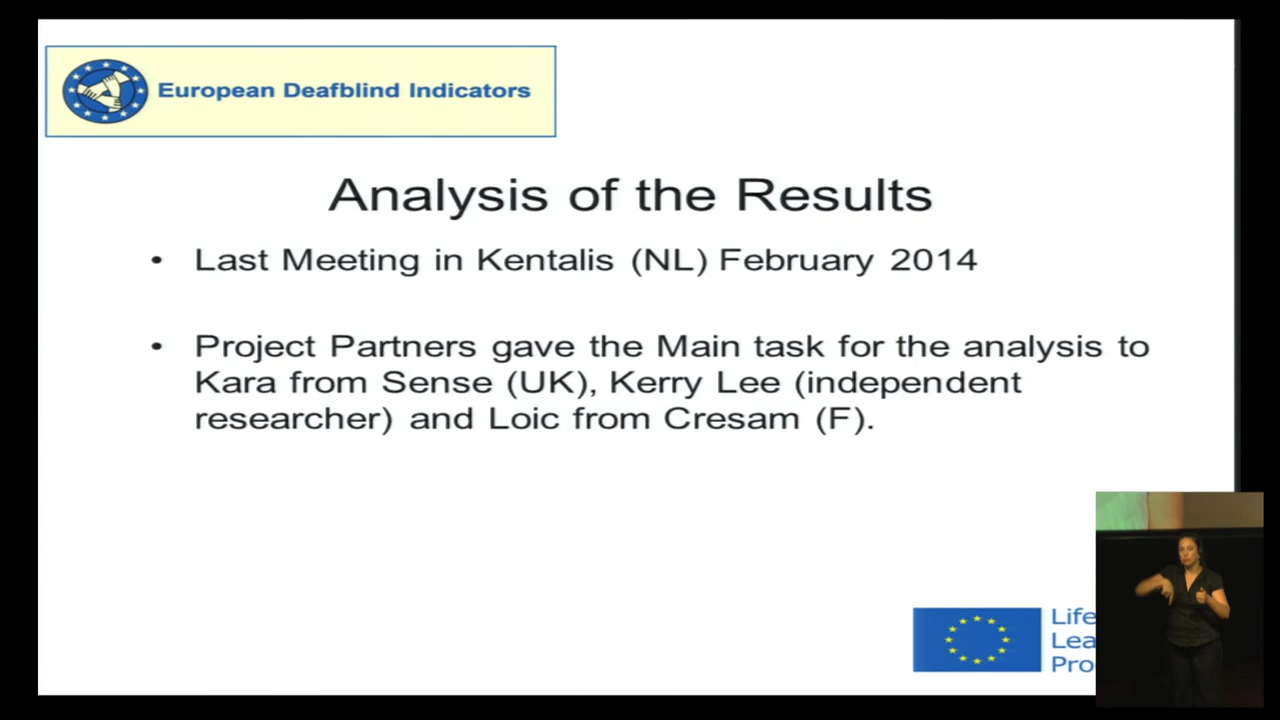 European Deafblind Indicators
Analysis of the Results
• Last Meeting in Kentalis (NL) February 2014
• Project Partners gave the Main task for the analysis to
Kara from Sense (UK), Kerry Lee (independent
researcher) and Loic from Cresam (F).
Life
Lea
Pro